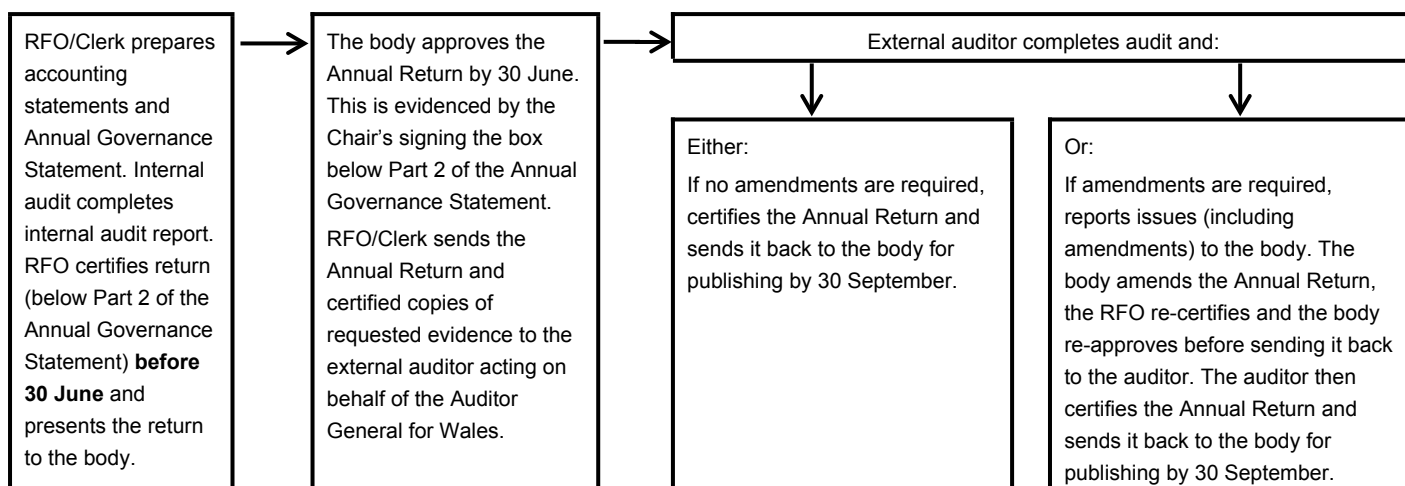 RFO/Clerk prepares
accounting
statements and
Annual Governance
Statement. Internal
audit completes
internal audit report.
RFO certifies return
(below Part 2 of the
Annual Governance
Statement) before
30 June and
presents the return
to the body.
The body approves the
Annual Return by 30 June.
This is evidenced by the
Chair's signing the box
below Part 2 of the Annual
Governance Statement.
RFO/Clerk sends the
Annual Return and
certified copies of
requested evidence to the
external auditor acting on
behalf of the Auditor
General for Wales.
External auditor completes audit and:
Either:
If no amendments are required,
certifies the Annual Return and
sends it back to the body for
publishing by 30 September.
Or:
If amendments are required,
reports issues (including
amendments) to the body. The
body amends the Annual Return,
the RFO re-certifies and the body
re-approves before sending it back
to the auditor. The auditor then
certifies the Annual Return and
sends it back to the body for
publishing by 30 September.